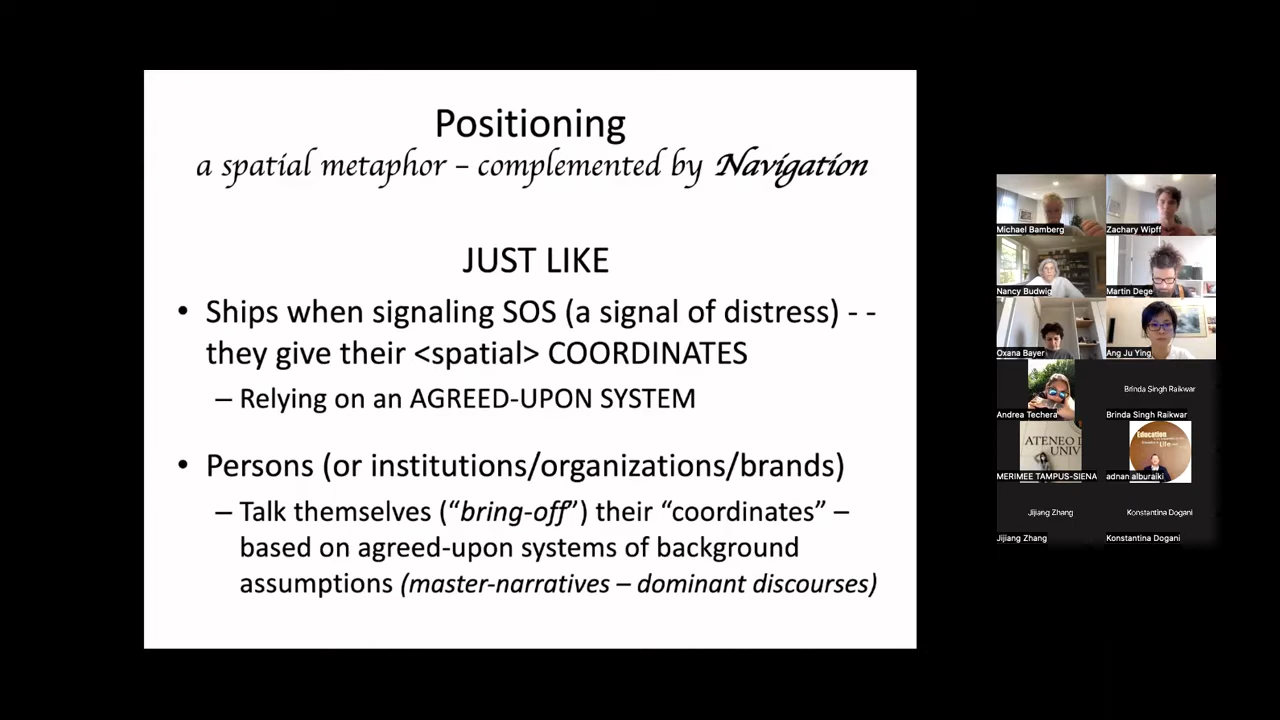 Positioning
a spatial metaphor – complemented by Navigation
JUST LIKE
• Ships when signaling SOS (a signal of distress) - -
they give their <spatial> COORDINATES
– Relying on an AGREED-UPON SYSTEM
• Persons (or institutions/organizations/brands)
– Talk themselves (“bring-off”) their “coordinates” –
based on agreed-upon systems of background
assumptions (master-narratives – dominant discourses)
Michael Bamberg
Zachary Wipff
Nancy Budwig
Martin Dege
Oxana Bayer
Ang Ju Ying
Andrea Techera
Brinda Singh Raikwar
Brinda Singh Raikwar
ATENEO D
UNIV
Education
Life
MERIMEE TAMPUS-SIENA
adnan alburaiki
Jijiang Zhang
Konstantina Dogani
Jijiang Zhang
Konstantina Dogani